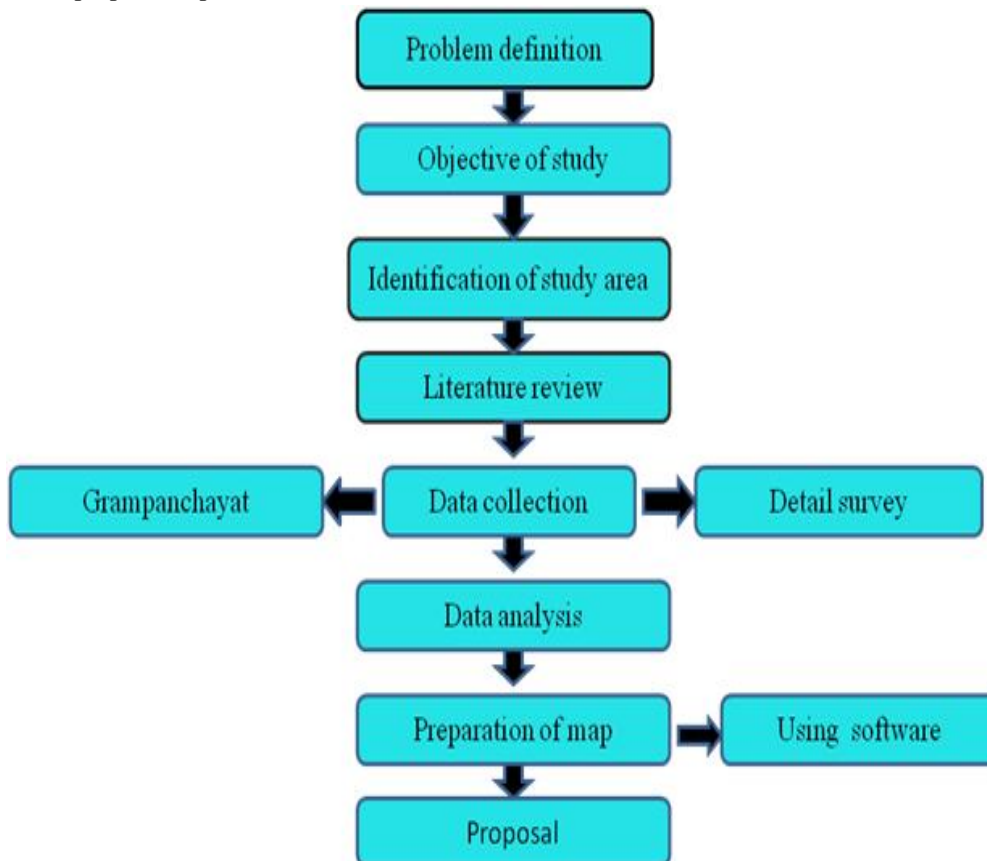 Problem definition
Objective of study
Identification of study area
Literature review
Grampanchayat
Data collection
Detail survey
Data analysis
Preparation of map
Using software
Proposal